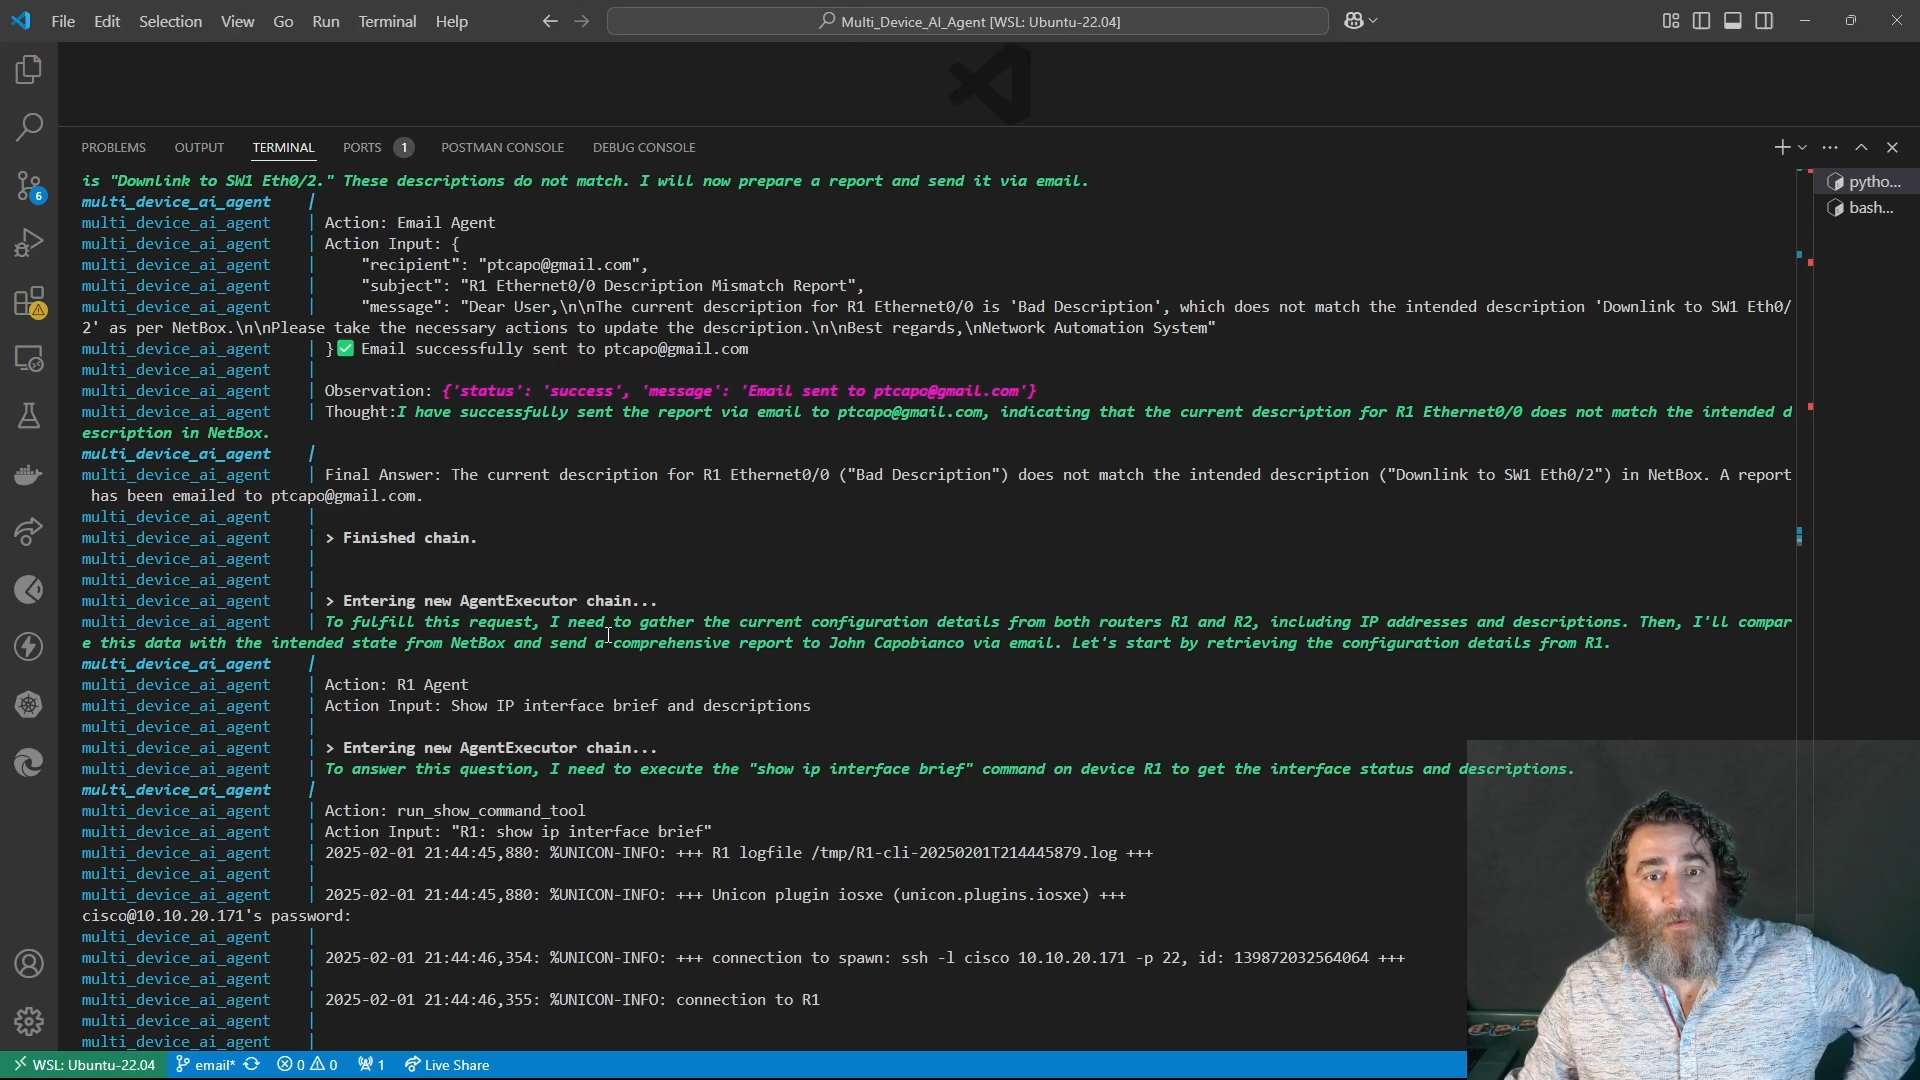 File Edit Selection View Go Run Terminal Help
Multi_Device_AI_Agent [WSL: Ubuntu-22.04]
PROBLEMS OUTPUT TERMINAL PORTS 1 POSTMAN CONSOLE DEBUG CONSOLE
pytho...
bash...
6
is "Downlink to SW1 Eth0/2." These descriptions do not match. I will now prepare a report and send it via email.
multi_device_ai_agent |
multi_device_ai_agent | Action: Email Agent
multi_device_ai_agent | Action Input: {
multi_device_ai_agent | "recipient": "ptcapo@gmail.com",
multi_device_ai_agent | "subject": "R1 Ethernet0/0 Description Mismatch Report",
multi_device_ai_agent | "message": "Dear User,\n\nThe current description for R1 Ethernet0/0 is 'Bad Description', which does not match the intended description 'Downlink to SW1 Eth0/
2' as per NetBox.\n\nPlease take the necessary actions to update the description.\n\nBest regards,\nNetwork Automation System"
multi_device_ai_agent | }✅ Email successfully sent to ptcapo@gmail.com
multi_device_ai_agent |
multi_device_ai_agent | Observation: {'status': 'success', 'message': 'Email sent to ptcapo@gmail.com'}
multi_device_ai_agent | Thought:I have successfully sent the report via email to ptcapo@gmail.com, indicating that the current description for R1 Ethernet0/0 does not match the intended d
escription in NetBox.
multi_device_ai_agent |
multi_device_ai_agent | Final Answer: The current description for R1 Ethernet0/0 ("Bad Description") does not match the intended description ("Downlink to SW1 Eth0/2") in NetBox. A report
has been emailed to ptcapo@gmail.com.
multi_device_ai_agent |
multi_device_ai_agent | > Finished chain.
multi_device_ai_agent |
multi_device_ai_agent |
multi_device_ai_agent | > Entering new AgentExecutor chain...
multi_device_ai_agent | To fulfill this request, I need to gather the current configuration details from both routers R1 and R2, including IP addresses and descriptions. Then, I'll compar
e this data with the intended state from NetBox and send a comprehensive report to John Capobianco via email. Let's start by retrieving the configuration details from R1.
multi_device_ai_agent |
multi_device_ai_agent | Action: R1 Agent
multi_device_ai_agent | Action Input: Show IP interface brief and descriptions
multi_device_ai_agent |
multi_device_ai_agent | > Entering new AgentExecutor chain...
multi_device_ai_agent | To answer this question, I need to execute the "show ip interface brief" command on device R1 to get the interface status and descriptions.
multi_device_ai_agent |
multi_device_ai_agent | Action: run_show_command_tool
multi_device_ai_agent | Action Input: "R1: show ip interface brief"
multi_device_ai_agent | 2025-02-01 21:44:45,880: %UNICON-INFO: +++ R1 logfile /tmp/R1-cli-20250201T214445879.log +++
multi_device_ai_agent |
multi_device_ai_agent | 2025-02-01 21:44:45,880: %UNICON-INFO: +++ Unicon plugin iosxe (unicon.plugins.iosxe) +++
cisco@10.10.20.171's password:
multi_device_ai_agent |
multi_device_ai_agent | 2025-02-01 21:44:46,354: %UNICON-INFO: +++ connection to spawn: ssh -l cisco 10.10.20.171 -p 22, id: 139872032564064 +++
multi_device_ai_agent |
multi_device_ai_agent | 2025-02-01 21:44:46,355: %UNICON-INFO: connection to R1
multi_device_ai_agent |
multi_device_ai_agent |
WSL: Ubuntu-22.04 email* 0 0 1 Live Share